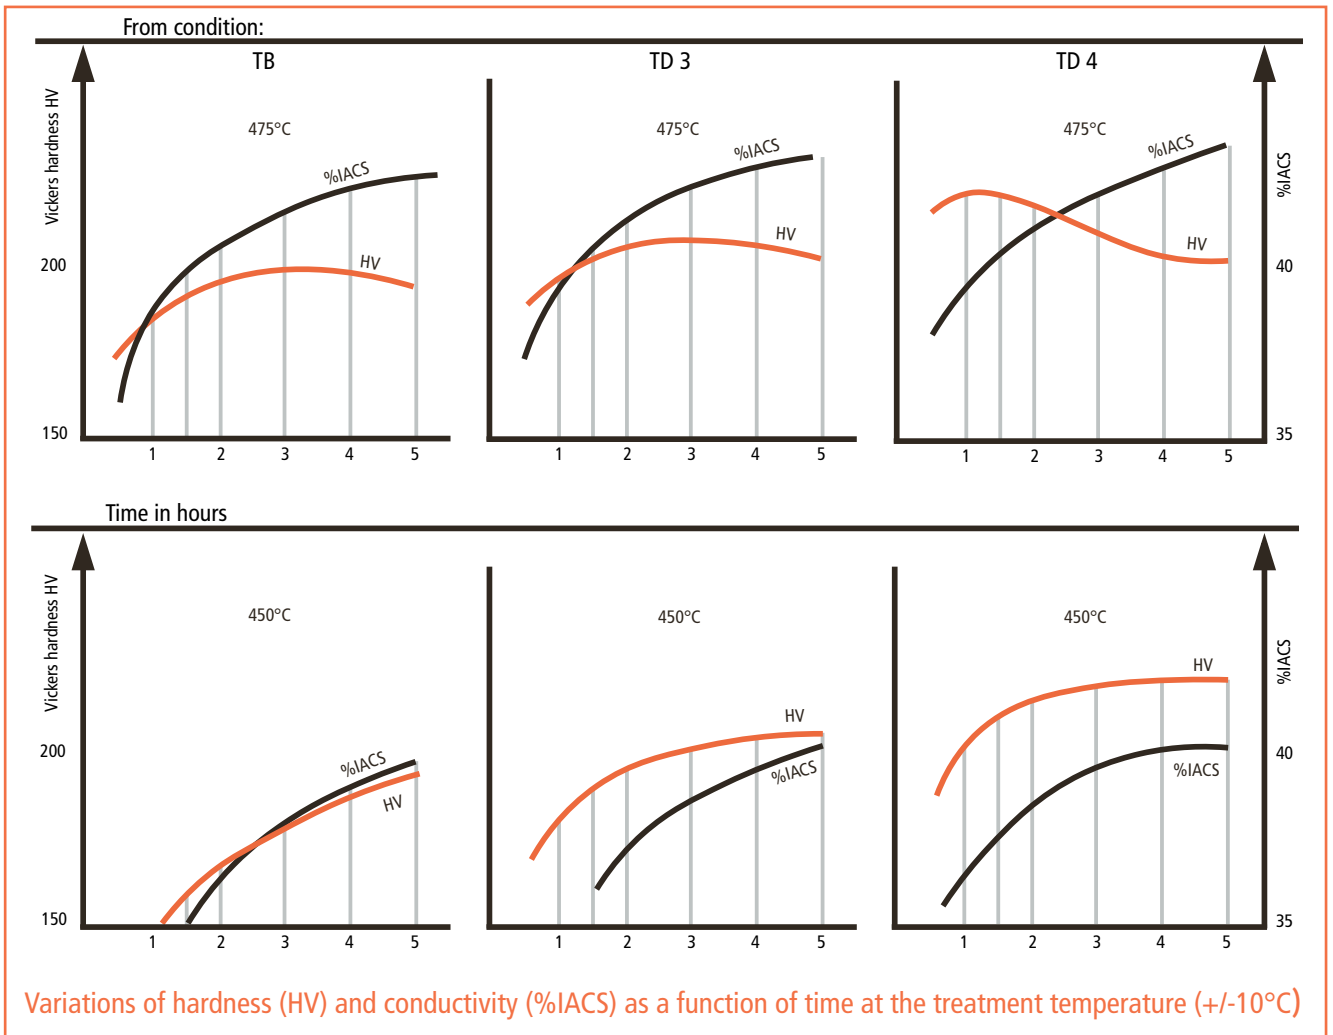 From condition:
TB
TD 3
TD 4
Vickers hardness HV
475°C
475°C
475°C
%IACS
%IACS
%IACS
%IACS
HV
HV
HV
200
40
150
35
1 2 3 4 5
1 2 3 4 5
1 2 3 4 5
Time in hours
Vickers hardness HV
450°C
450°C
450°C
%IACS
HV
HV
HV
%IACS
%IACS
%IACS
200
40
150
35
1 2 3 4 5
1 2 3 4 5
1 2 3 4 5
Variations of hardness (HV) and conductivity (%IACS) as a function of time at the treatment temperature (+/-10°C)